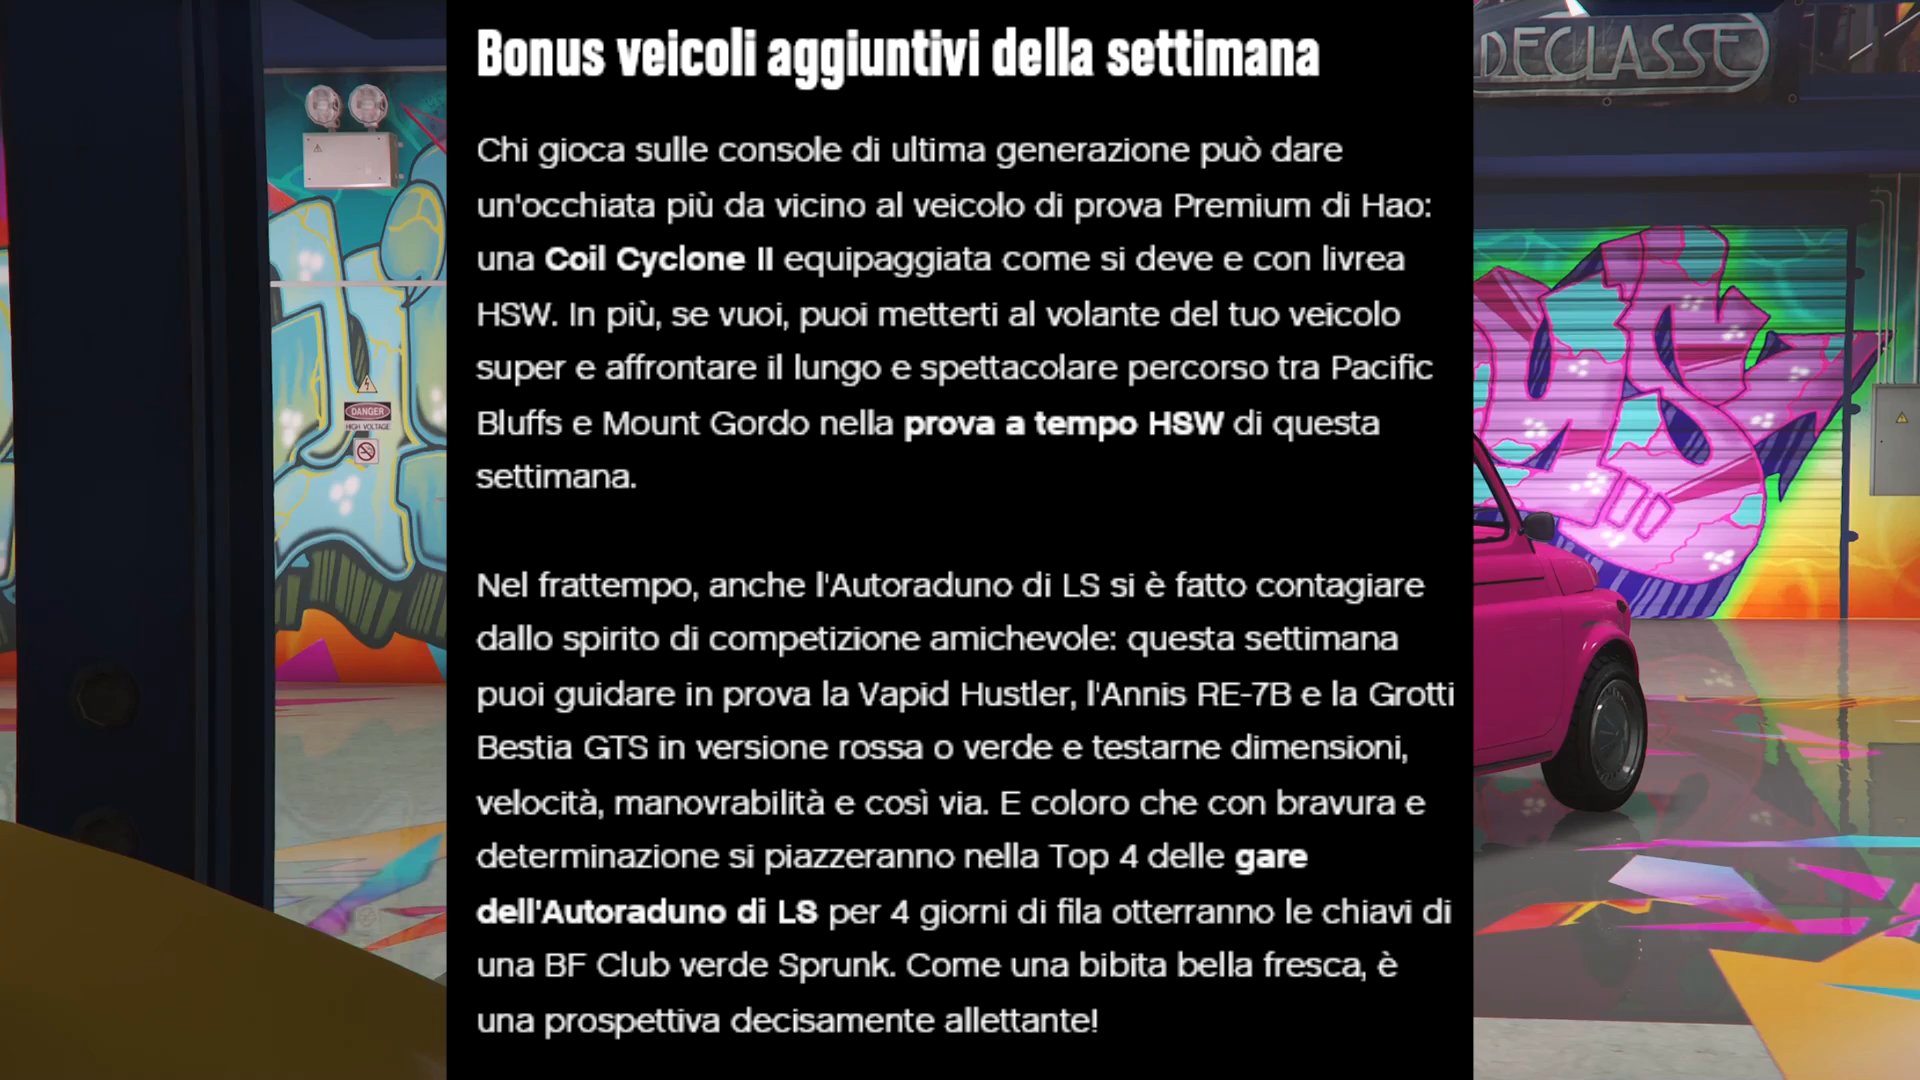 Bonus veicoli aggiuntivi della settimana
Chi gioca sulle console di ultima generazione può dare
un'occhiata più da vicino al veicolo di prova Premium di Hao:
una Coil Cyclone II equipaggiata come si deve e con livrea
HSW. In più, se vuoi, puoi metterti al volante del tuo veicolo
super e affrontare il lungo e spettacolare percorso tra Pacific
Bluffs e Mount Gordo nella prova a tempo HSW di questa
settimana.
Nel frattempo, anche l'Autoraduno di LS si è fatto contagiare
dallo spirito di competizione amichevole: questa settimana
puoi guidare in prova la Vapid Hustler, l'Annis RE-7B e la Grotti
Bestia GTS in versione rossa o verde e testarne dimensioni,
velocità, manovrabilità e così via. E coloro che con bravura e
determinazione si piazzeranno nella Top 4 delle gare
dell'Autoraduno di LS per 4 giorni di fila otterranno le chiavi di
una BF Club verde Sprunk. Come una bibita bella fresca, è
una prospettiva decisamente allettante!
DECLASSE
DANGER
HIGH VOLTAGE